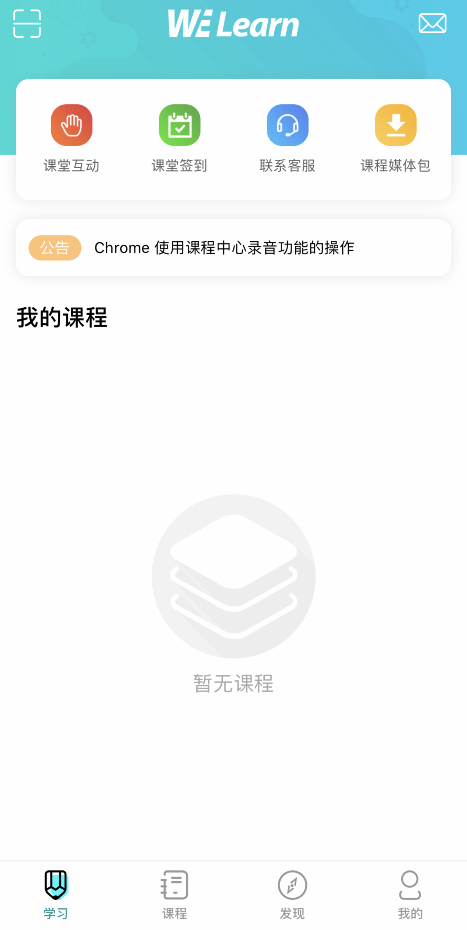 WE Learn
课堂互动 课堂签到 联系客服 课程媒体包
公告 Chrome 使用课程中心录音功能的操作
我的课程
暂无课程
学习 课程 发现 我的